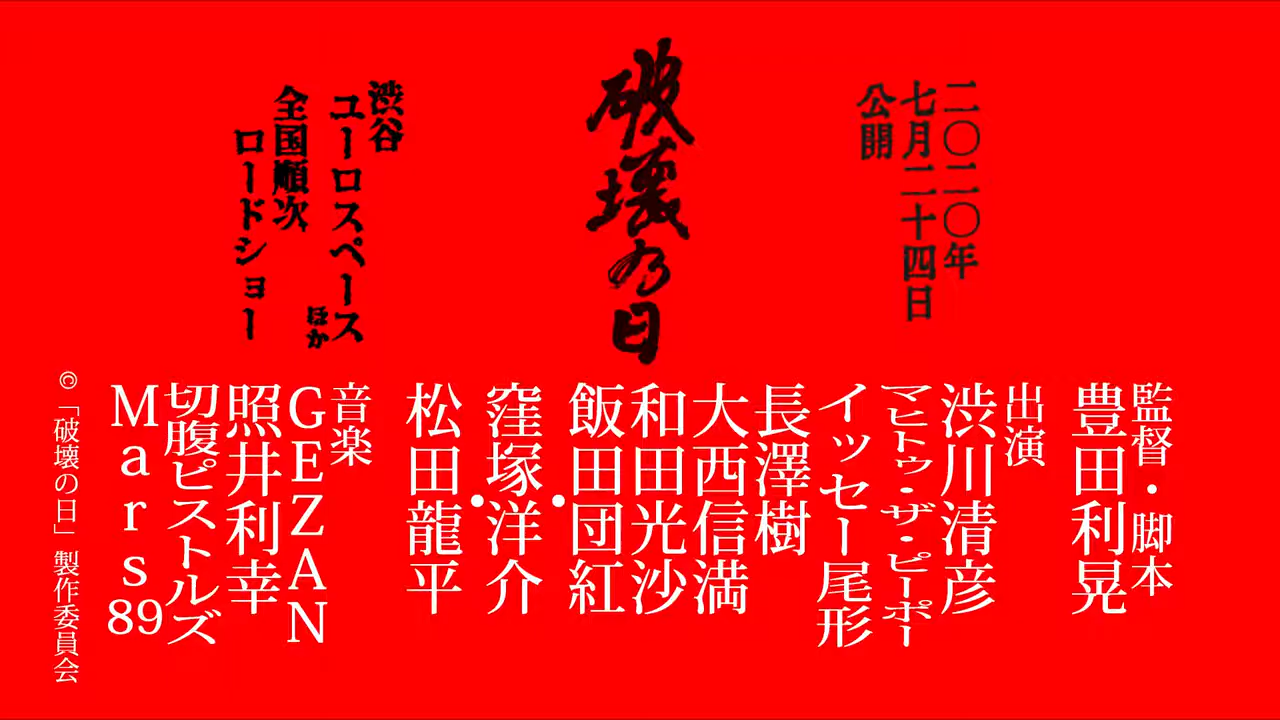 二〇二〇年
七月二十四日
公開
破壊の日
渋谷
ユーロスペース
ほか
全国順次
ロードショー
監督・脚本
豊田利晃
出演
渋川清彦
マヒトゥ・ザ・ピーポー
イッセー尾形
長澤樹
大西信満
和田光沙
飯田団紅
・
窪塚洋介
・
松田龍平
音楽
GEZAN
照井利幸
切腹ピストルズ
Mars89
©「破壊の日」製作委員会